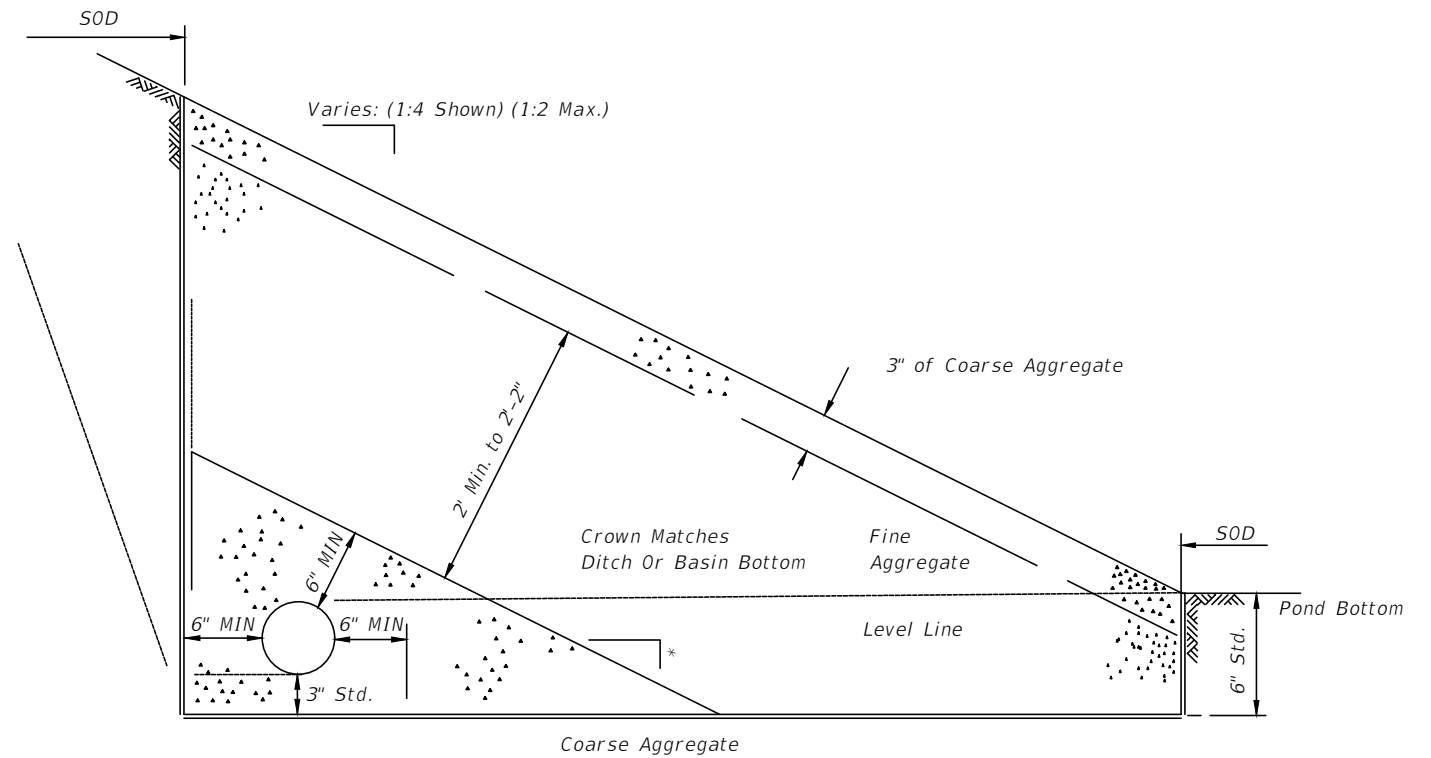 SOD
Varies: (1:4 Shown) (1:2 Max.)
3" of Coarse Aggregate
2' Min. to 2'-2"
Crown Matches
Ditch Or Basin Bottom
Fine
Aggregate
SOD
6" MIN
6" MIN
6" MIN
Level Line
Pond Bottom
*
6" Std.
3" Std.
Coarse Aggregate